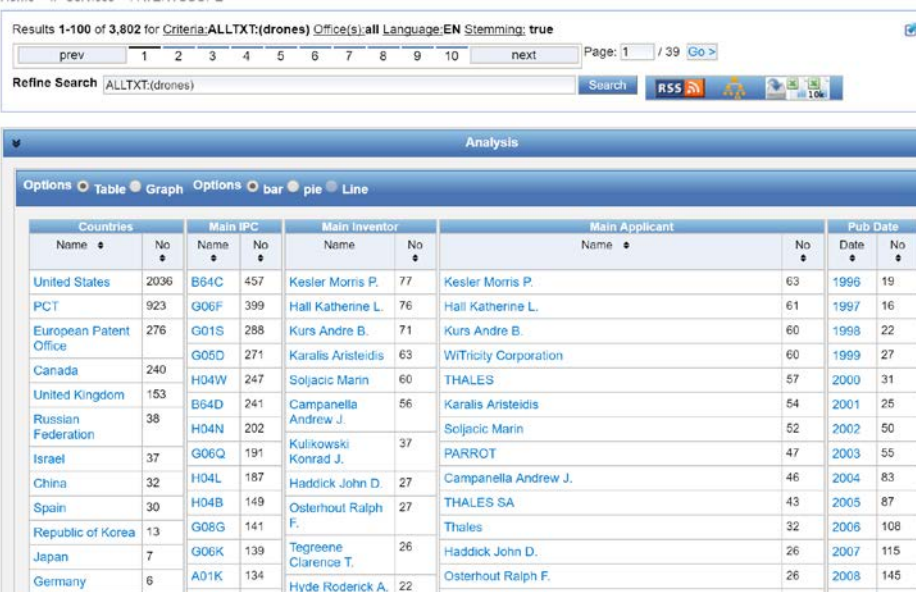 Results 1-100 of 3,802 for Criteria:ALLTXT:(drones) Office(s):all Language:EN Stemming: true
prev 1 2 3 4 5 6 7 8 9 10 next Page: 1 / 39 Go >
Refine Search ALLTXT:(drones) Search RSS 10k
Analysis
Options Table Graph Options bar pie Line
Countries
Name No
United States 2036
PCT 923
European Patent
Office 276
Canada 240
United Kingdom 153
Russian
Federation 38
Israel 37
China 32
Spain 30
Republic of Korea 13
Japan 7
Germany 6
Main IPC
Name No
B64C 457
G06F 399
G01S 288
G05D 271
H04W 247
B64D 241
H04N 202
G06Q 191
H04L 187
H04B 149
G08G 141
G06K 139
A01K 134
Main Inventor
Name No
Kesler Morris P. 77
Hall Katherine L. 76
Kurs Andre B. 71
Karalis Aristeidis 63
Soljacic Marin 60
Campanella
Andrew J. 56
Kulikowski
Konrad J. 37
Haddick John D. 27
Osterhout Ralph
F. 27
Tegreene
Clarence T. 26
Hyde Roderick A. 22
Main Applicant
Name No
Kesler Morris P. 63
Hall Katherine L. 61
Kurs Andre B. 60
WiTricity Corporation 60
THALES 57
Karalis Aristeidis 54
Soljacic Marin 52
PARROT 47
Campanella Andrew J. 46
THALES SA 43
Thales 32
Haddick John D. 26
Osterhout Ralph F. 26
Pub Date
Date No
1996 19
1997 16
1998 22
1999 27
2000 31
2001 25
2002 50
2003 55
2004 83
2005 87
2006 108
2007 115
2008 145